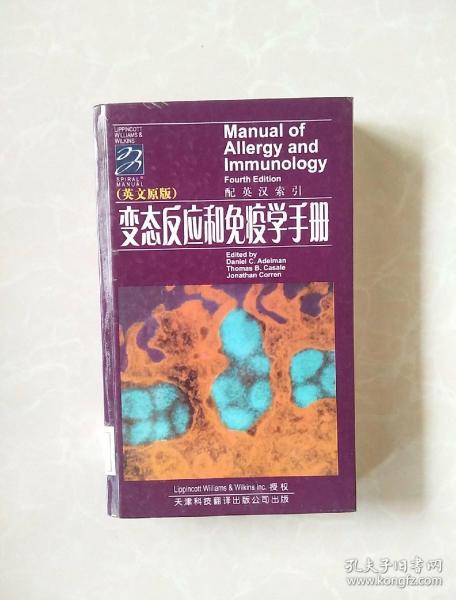 LIPPINCOTT
WILLIAMS &
WILKINS
SPIRAL®
MANUAL
Manual of
Allergy and
Immunology
Fourth Edition
(英文原版)
配英汉索引
变态反应和免疫学手册
Edited by
Daniel C. Adelman
Thomas B. Casale
Jonathan Corren
Lippincott Williams & Wilkins Inc. 授权
天津科技翻译出版公司出版
孔夫子旧书网
www.kongfz.com